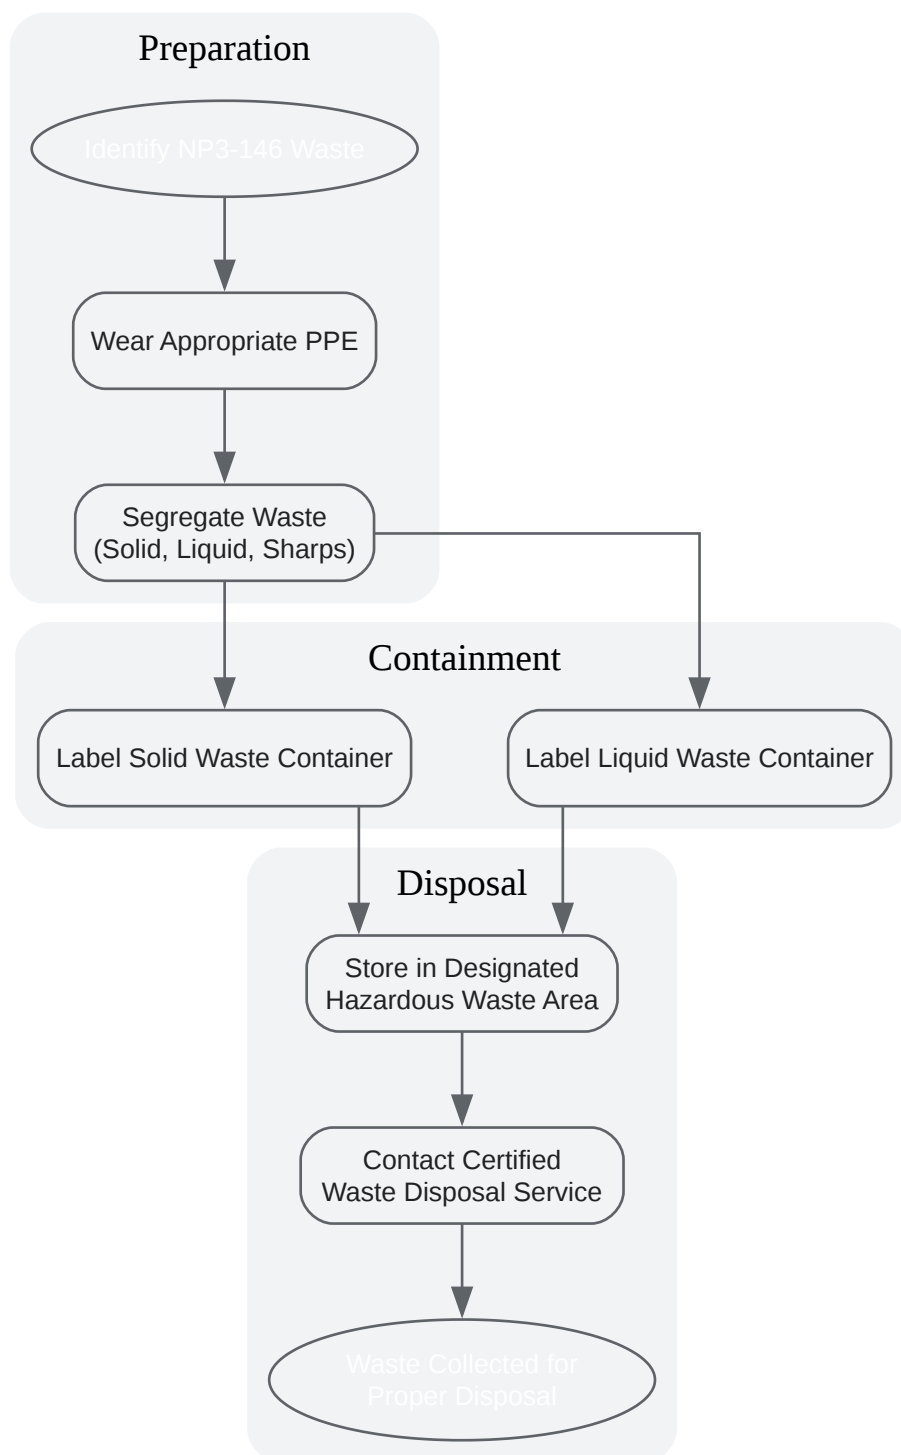 Preparation
Identify NP3-146 Waste
Wear Appropriate PPE
Segregate Waste
(Solid, Liquid, Sharps)
Containment
Label Solid Waste Container
Label Liquid Waste Container
Disposal
Store in Designated
Hazardous Waste Area
Contact Certified
Waste Disposal Service
Waste Collected for
Proper Disposal